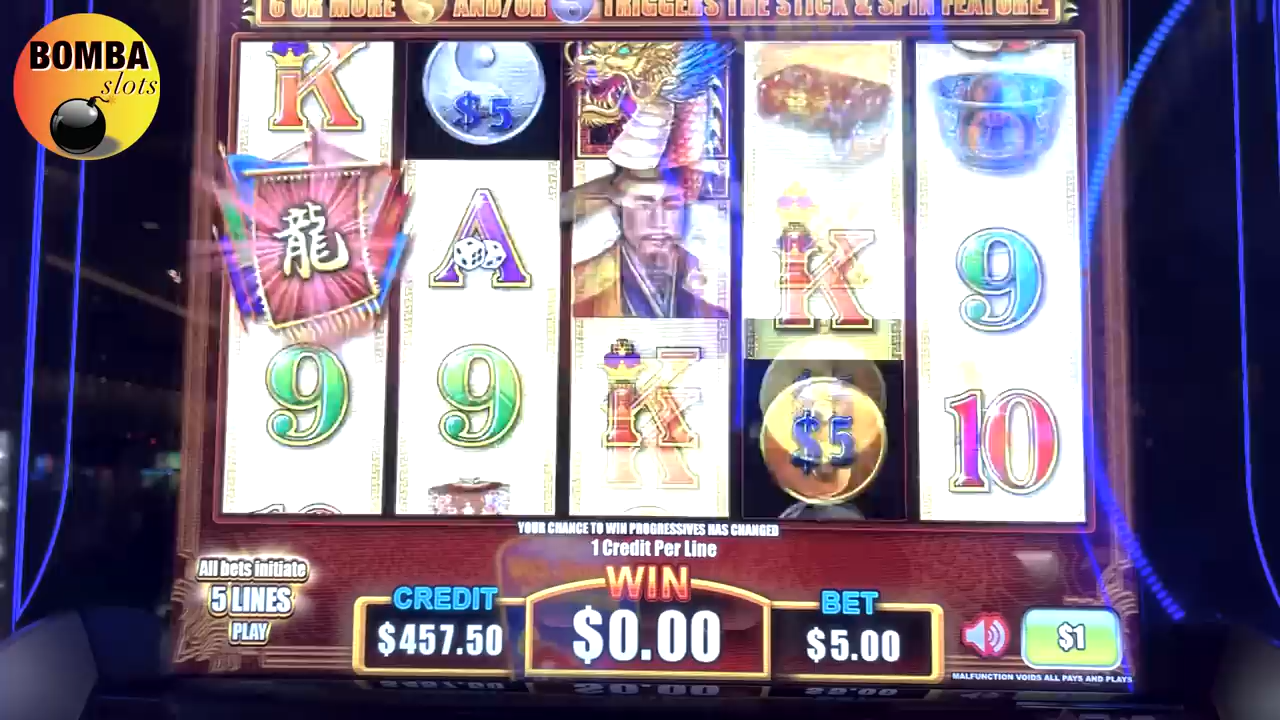 6 OR MORE AND/OR TRIGGERS THE STICK & SPIN FEATURE.
BOMBA
slots
K $5
龍 A K 9
9 9 K $5 10
YOUR CHANCE TO WIN PROGRESSIVES HAS CHANGED
1 Credit Per Line
All bets initiate
5 LINES
PLAY
CREDIT
$457.50
WIN
$0.00
BET
$5.00
$1
MALFUNCTION VOIDS ALL PAYS AND PLAYS